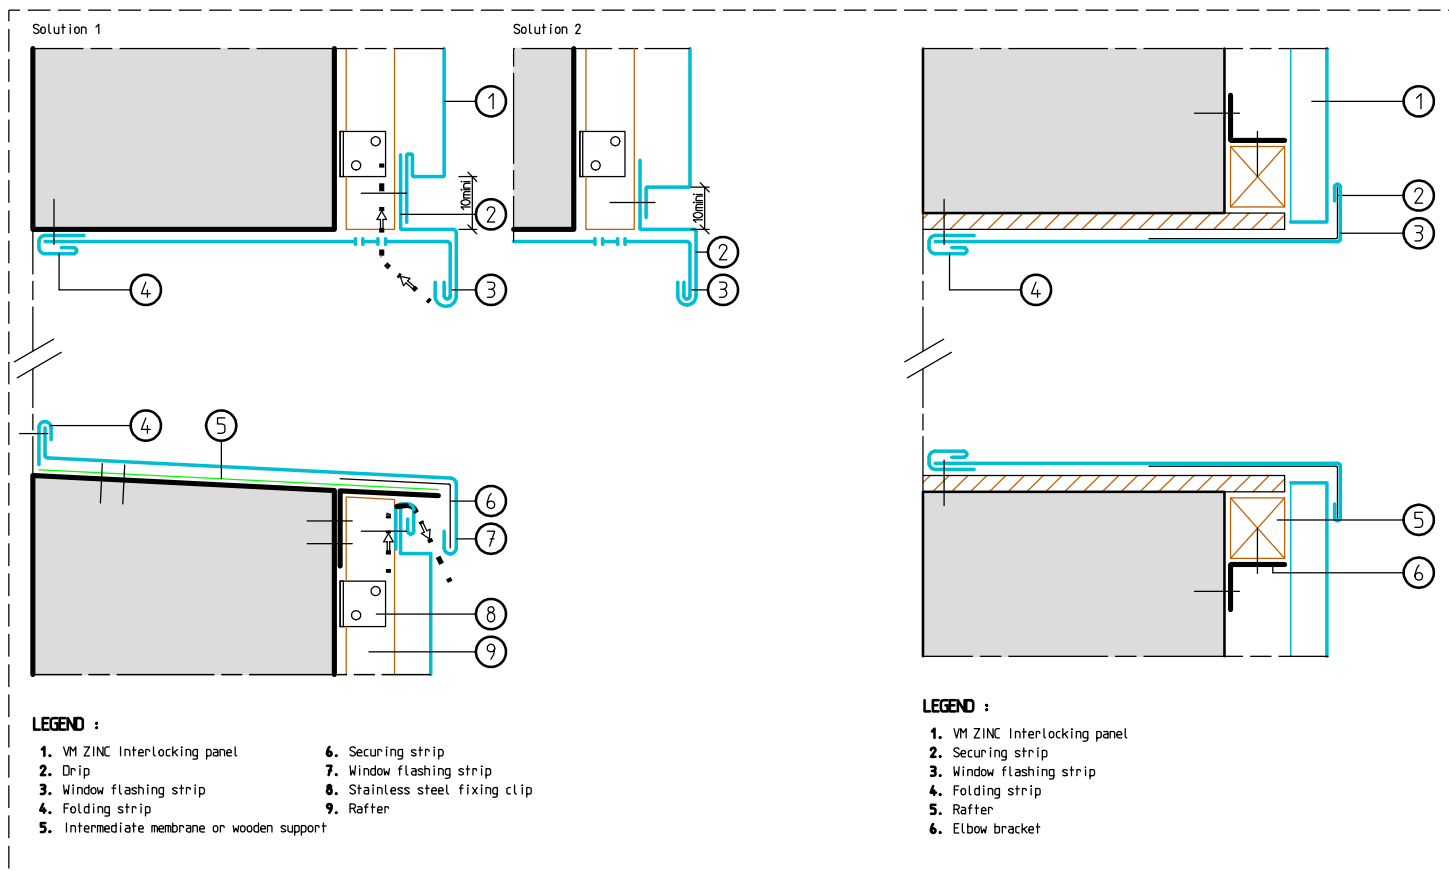 Solution 1
Solution 2
1
10mini
2
4
3
10mini
2
3
1
2
3
4
4
5
6
7
8
9
5
6
LEGEND :
1. VM ZINC Interlocking panel
2. Drip
3. Window flashing strip
4. Folding strip
5. Intermediate membrane or wooden support
6. Securing strip
7. Window flashing strip
8. Stainless steel fixing clip
9. Rafter
LEGEND :
1. VM ZINC Interlocking panel
2. Securing strip
3. Window flashing strip
4. Folding strip
5. Rafter
6. Elbow bracket